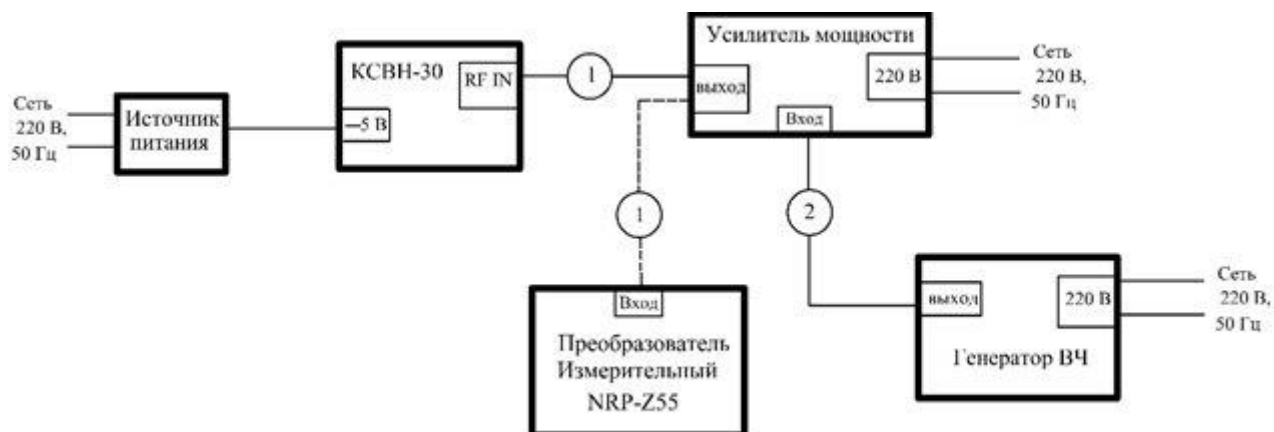 Усилитель мощности
КСВН-30
RF IN
1
выход
220 В
Сеть
220 В,
50 Гц
Сеть
220 В,
50 Гц
Источник
питания
—5 В
Вход
1
2
Вход
Преобразователь
Измерительный
NRP-Z55
выход
220 В
Генератор ВЧ
Сеть
220 В,
50 Гц